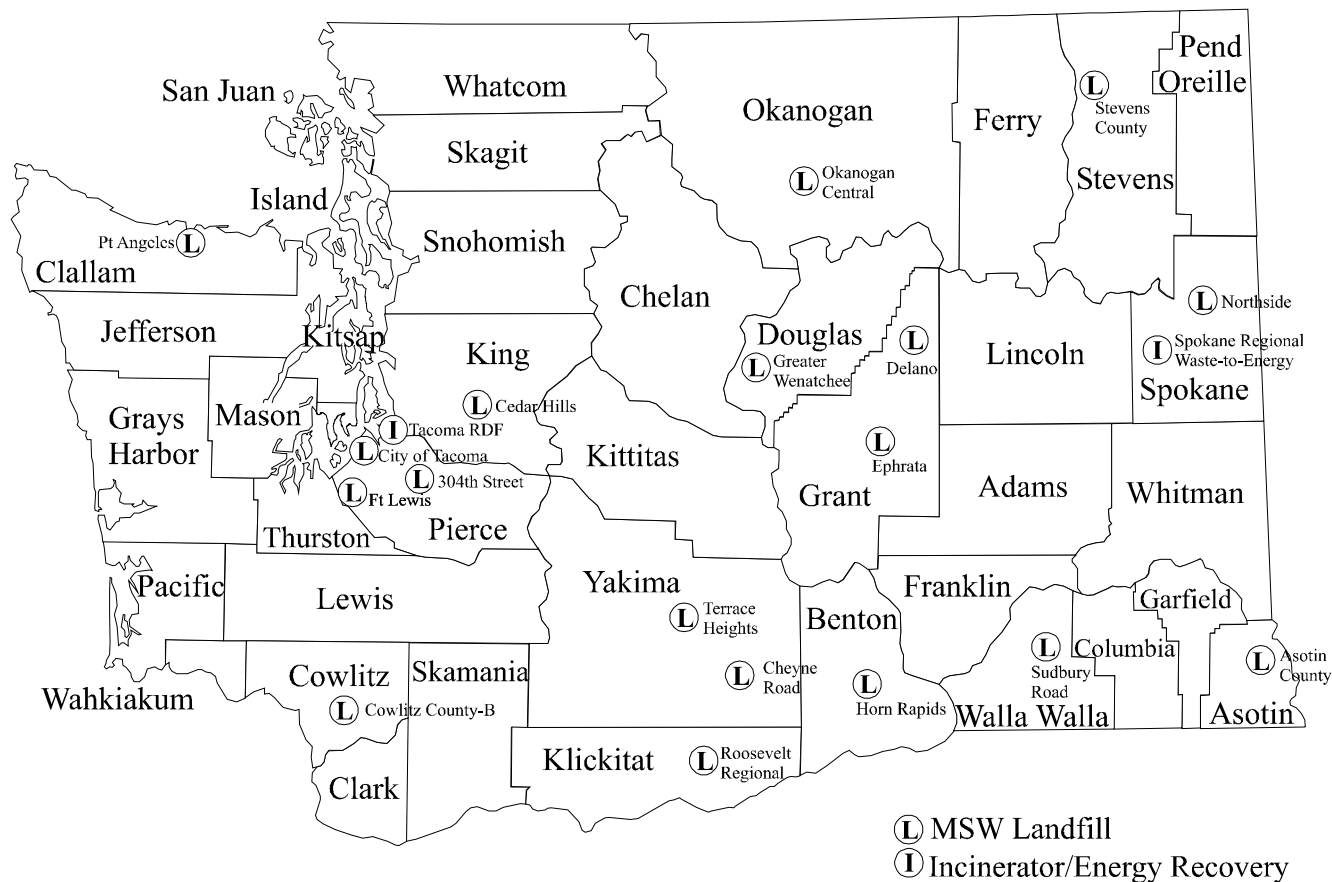 Pend
Oreille
San Juan
Whatcom
L
Stevens
County
Okanogan
Ferry
Skagit
L
Okanogan
Central
Stevens
Island
Pt Angeles
L
Snohomish
Clallam
Chelan
L
Northside
Jefferson
Kitsap
King
Douglas
L
Delano
Lincoln
I
Spokane Regional
Waste-to-Energy
L
Greater
Wenatchee
Spokane
Grays
Harbor
Mason
L
Cedar Hills
I
Tacoma RDF
L
City of Tacoma
L
304th Street
L
Ft Lewis
Kittitas
L
Ephrata
Grant
Adams
Whitman
Thurston
Pierce
Pacific
Lewis
Yakima
L
Terrace
Heights
Benton
Franklin
Garfield
Columbia
L
Sudbury
Road
L
Asotin
County
Wahkiakum
Cowlitz
L
Cowlitz County-B
Skamania
L
Cheyne
Road
L
Horn Rapids
Walla Walla
Asotin
Clark
Klickitat
L
Roosevelt
Regional
L
MSW Landfill
I
Incinerator/Energy Recovery